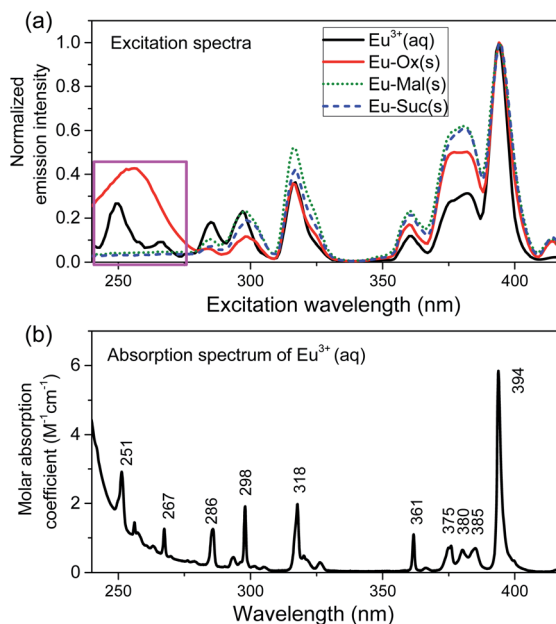 (a)
Excitation spectra
Eu³⁺(aq)
Eu-Ox(s)
Eu-Mal(s)
Eu-Suc(s)
Normalized
emission intensity
1.0
0.8
0.6
0.4
0.2
0.0
250
300
350
400
Excitation wavelength (nm)
(b)
Absorption spectrum of Eu³⁺ (aq)
Molar absorption
coefficient (M⁻¹cm⁻¹)
6
4
2
0
251
267
286
298
318
361
375
380
385
394
250
300
350
400
Wavelength (nm)